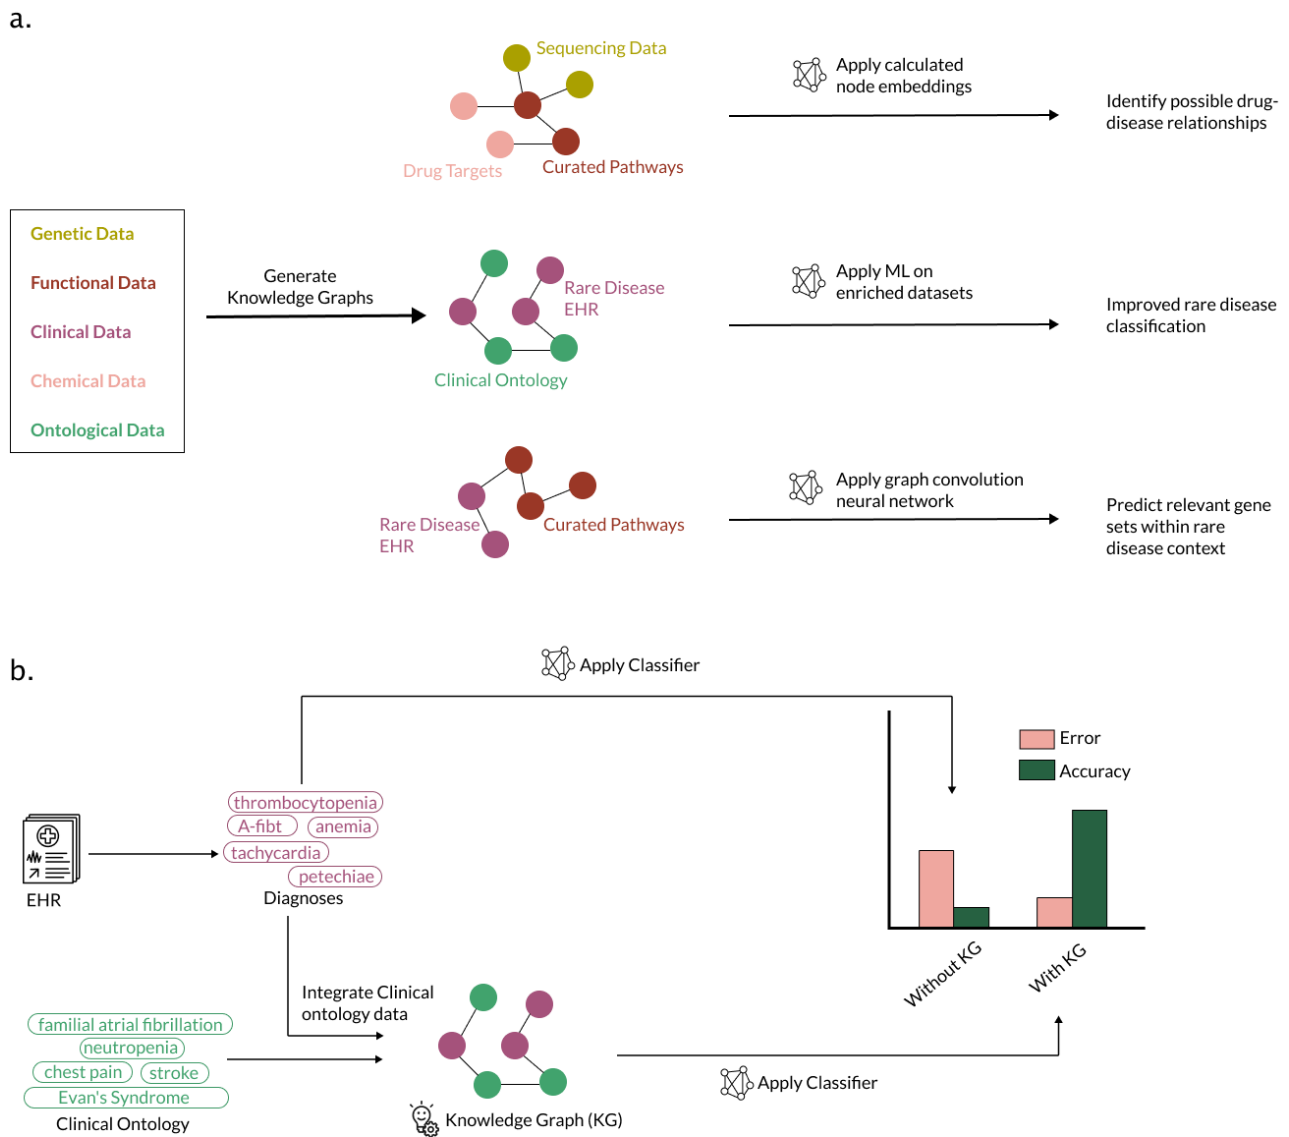 a.
Sequencing Data
Drug Targets
Curated Pathways
Apply calculated
node embeddings
Identify possible drug-
disease relationships
Genetic Data
Functional Data
Clinical Data
Chemical Data
Ontological Data
Generate
Knowledge Graphs
Rare Disease
EHR
Clinical Ontology
Apply ML on
enriched datasets
Improved rare disease
classification
Rare Disease
EHR
Curated Pathways
Apply graph convolution
neural network
Predict relevant gene
sets within rare
disease context
b.
Apply Classifier
EHR
thrombocytopenia
A-fibt
anemia
tachycardia
petechiae
Diagnoses
Integrate Clinical
ontology data
familial atrial fibrillation
neutropenia
chest pain
stroke
Evan's Syndrome
Clinical Ontology
Knowledge Graph (KG)
Apply Classifier
Error
Accuracy
Without KG
With KG